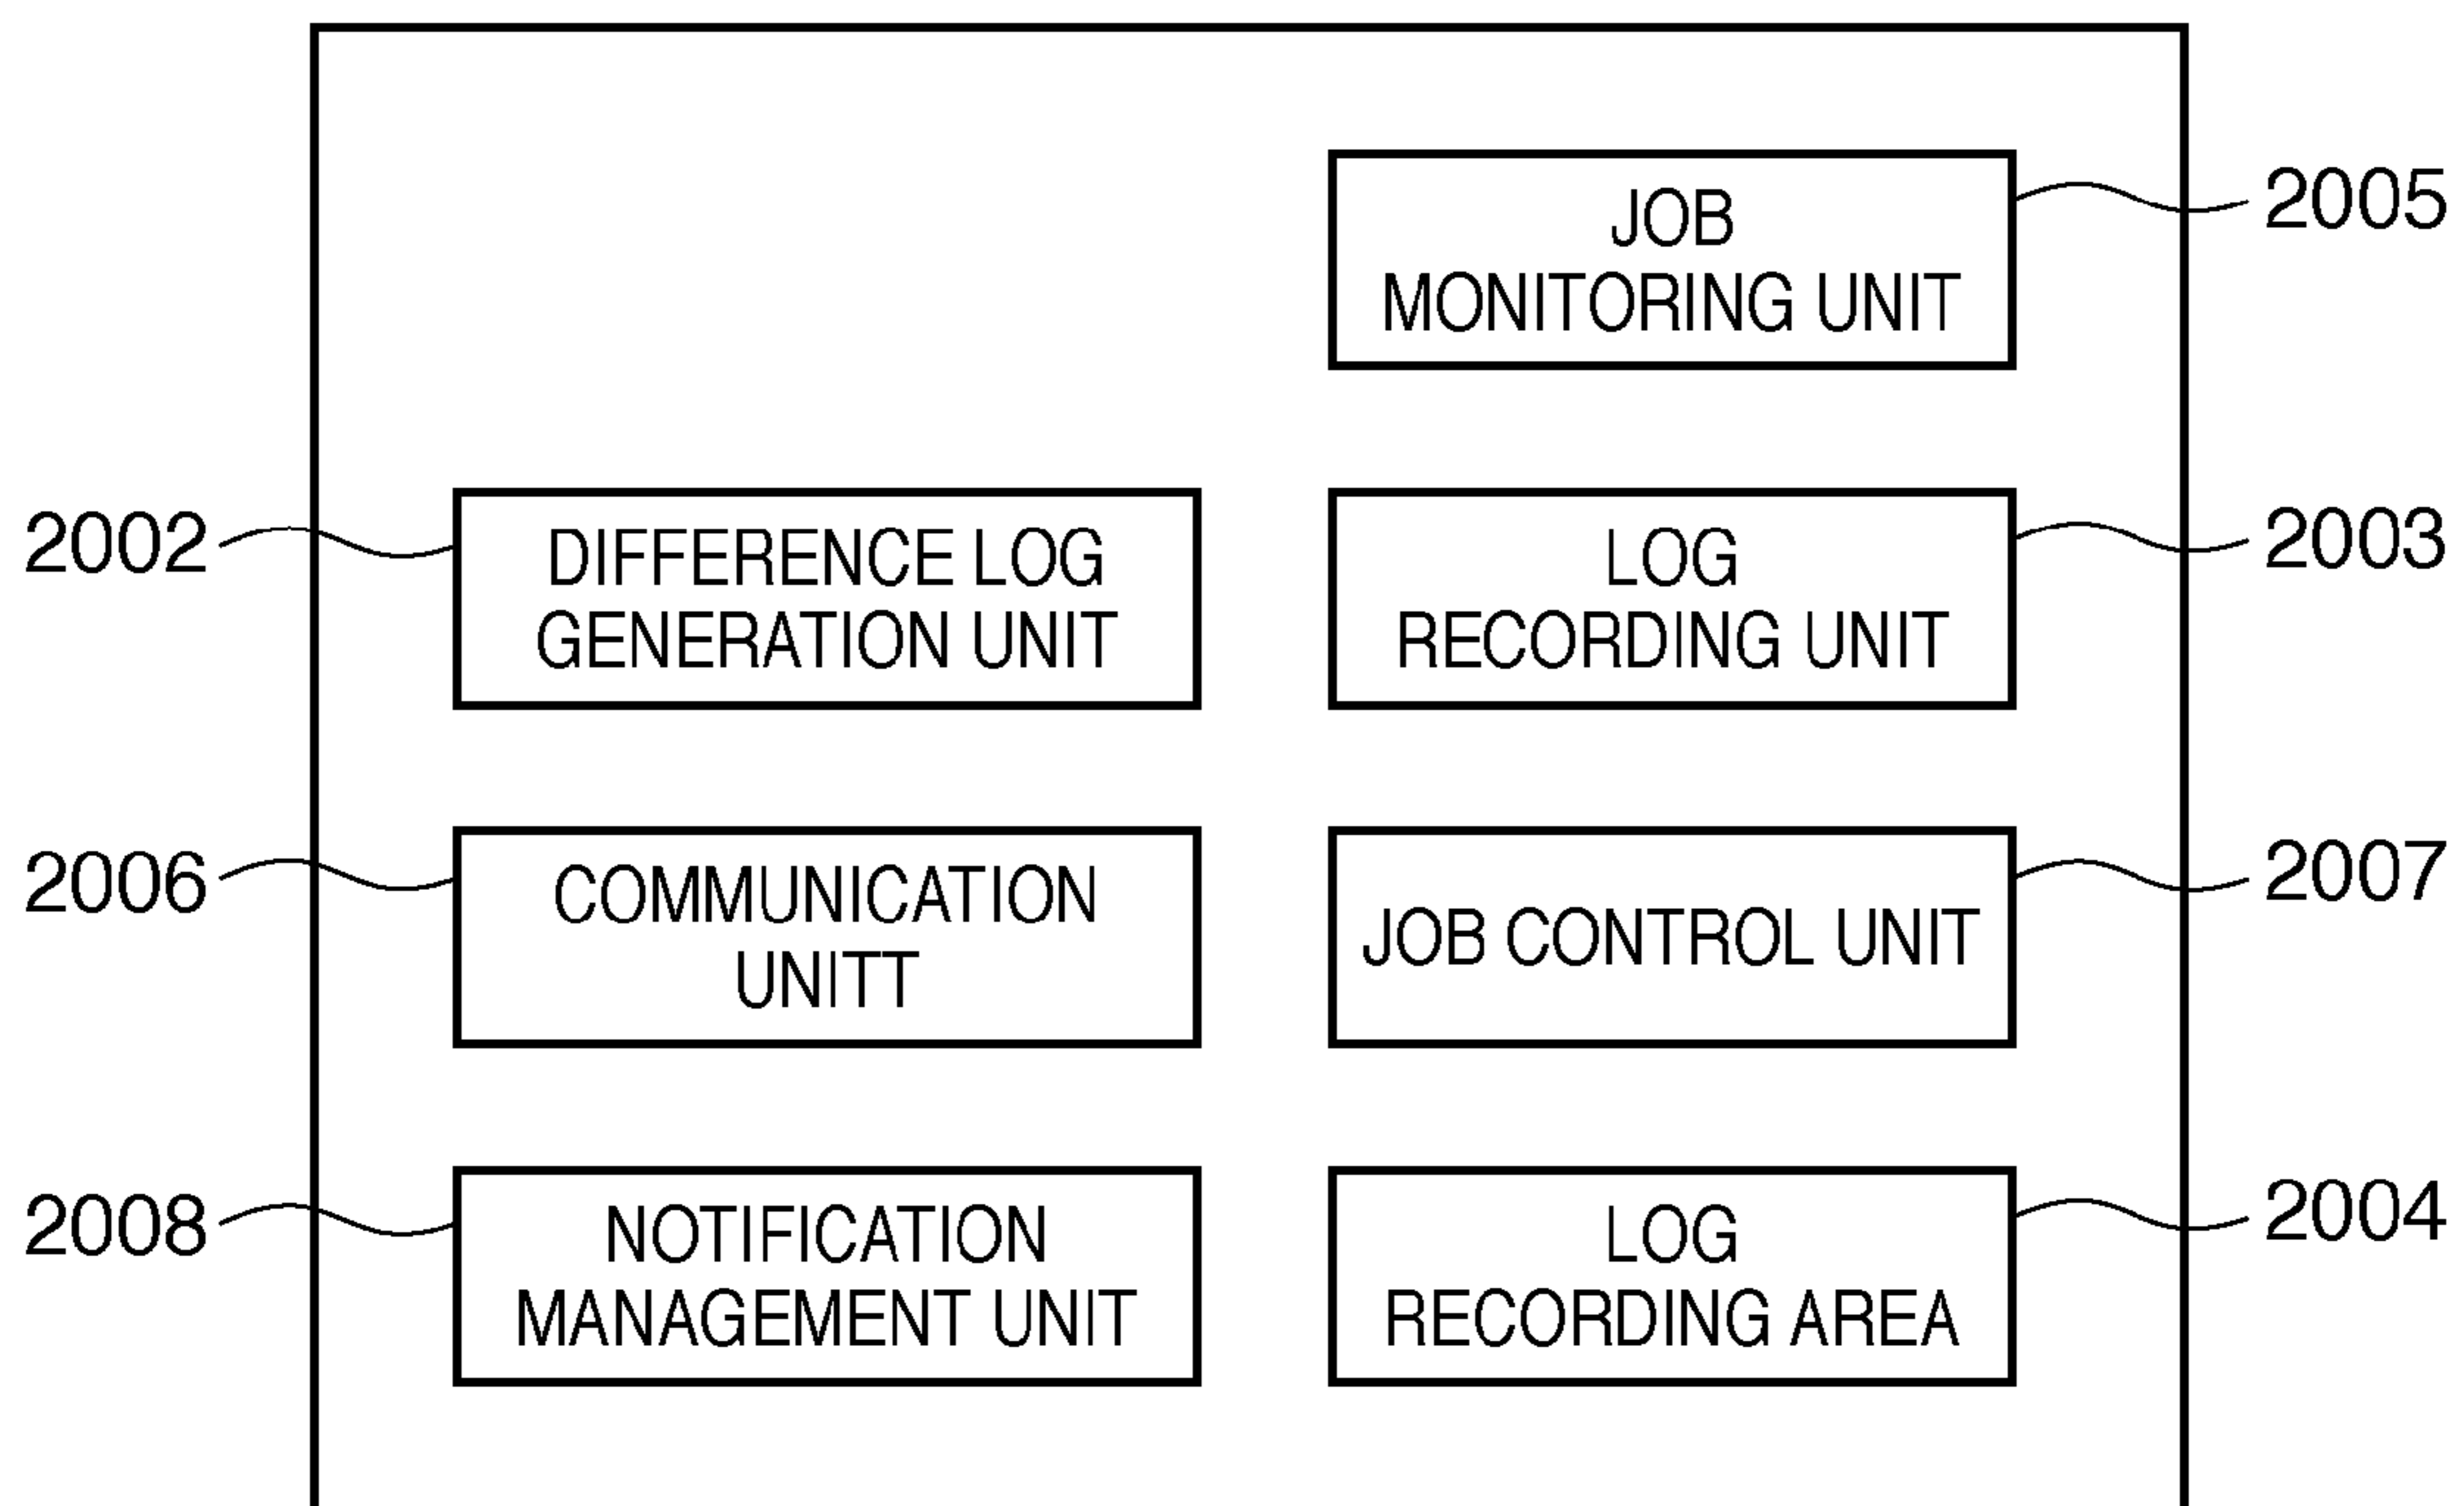 JOB
MONITORING UNIT
2005
2002
DIFFERENCE LOG
GENERATION UNIT
LOG
RECORDING UNIT
2003
2006
COMMUNICATION
UNITT
JOB CONTROL UNIT
2007
2008
NOTIFICATION
MANAGEMENT UNIT
LOG
RECORDING AREA
2004